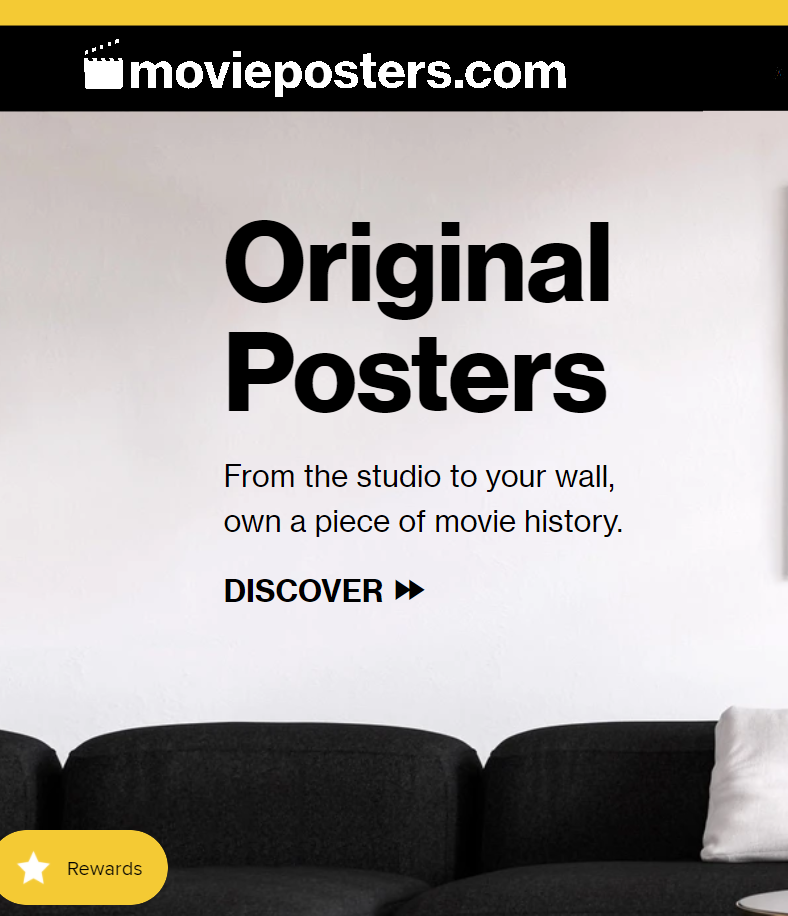 movieposters.com
Original
Posters
From the studio to your wall,
own a piece of movie history.
DISCOVER
Rewards